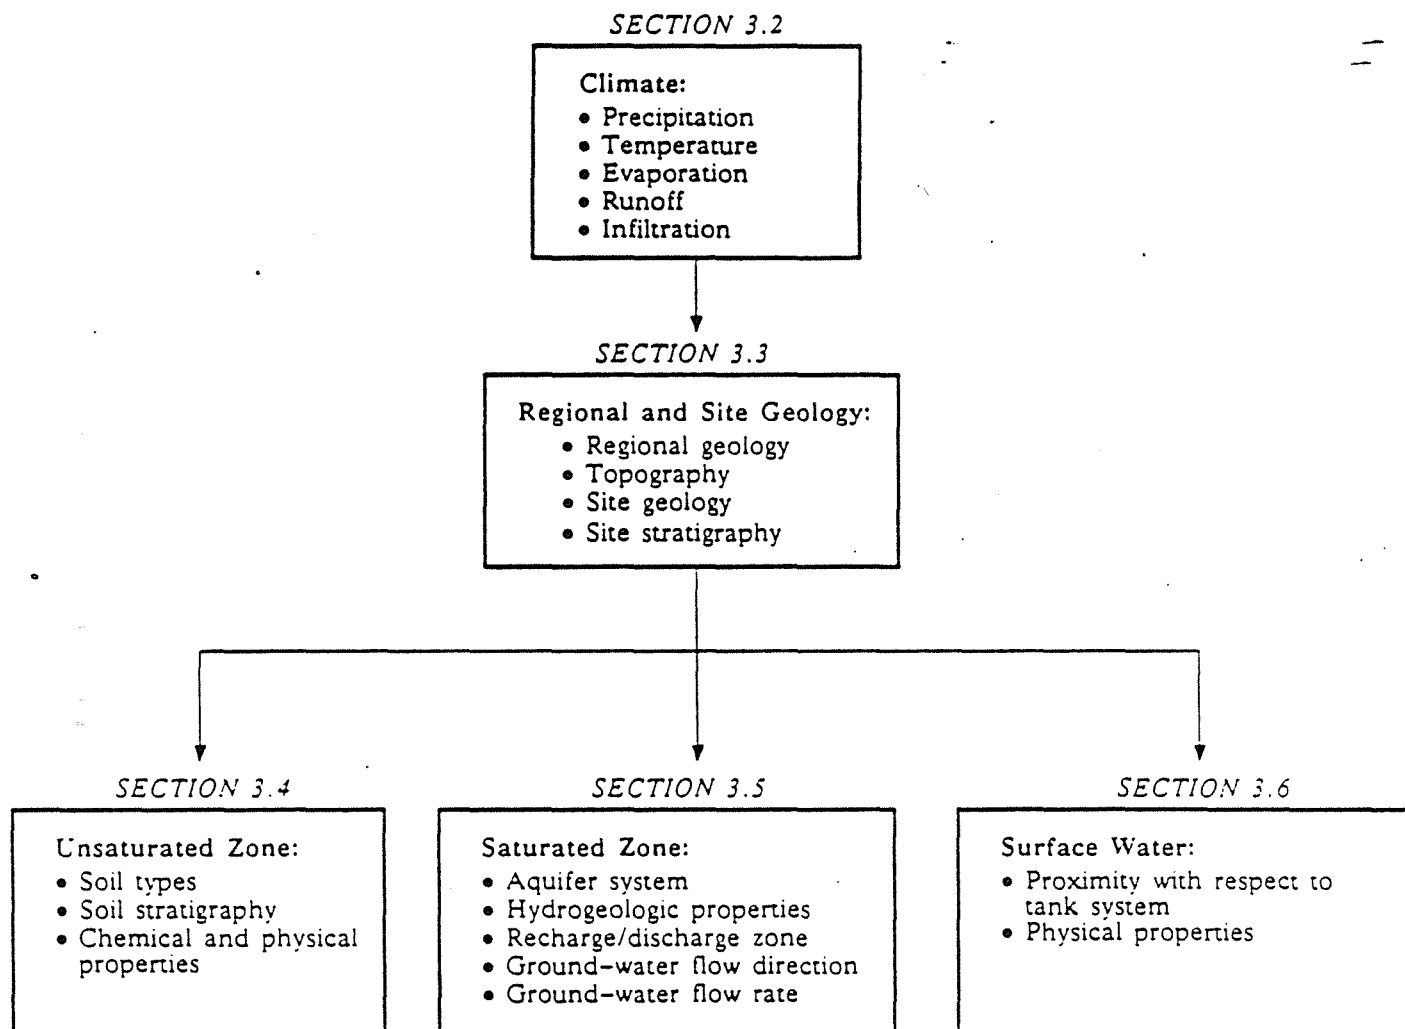 SECTION 3.2
Climate:
• Precipitation
• Temperature
• Evaporation
• Runoff
• Infiltration
SECTION 3.3
Regional and Site Geology:
• Regional geology
• Topography
• Site geology
• Site stratigraphy
SECTION 3.4
Unsaturated Zone:
• Soil types
• Soil stratigraphy
• Chemical and physical
properties
SECTION 3.5
Saturated Zone:
• Aquifer system
• Hydrogeologic properties
• Recharge/discharge zone
• Ground-water flow direction
• Ground-water flow rate
SECTION 3.6
Surface Water:
• Proximity with respect to
tank system
• Physical properties